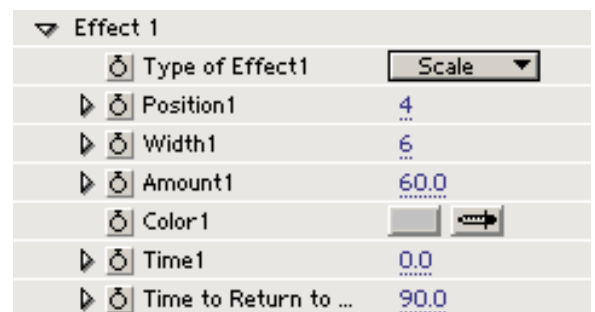 Effect 1
Type of Effect1 Scale
Position1 4
Width1 6
Amount1 60.0
Color1
Time1 0.0
Time to Return to ... 90.0